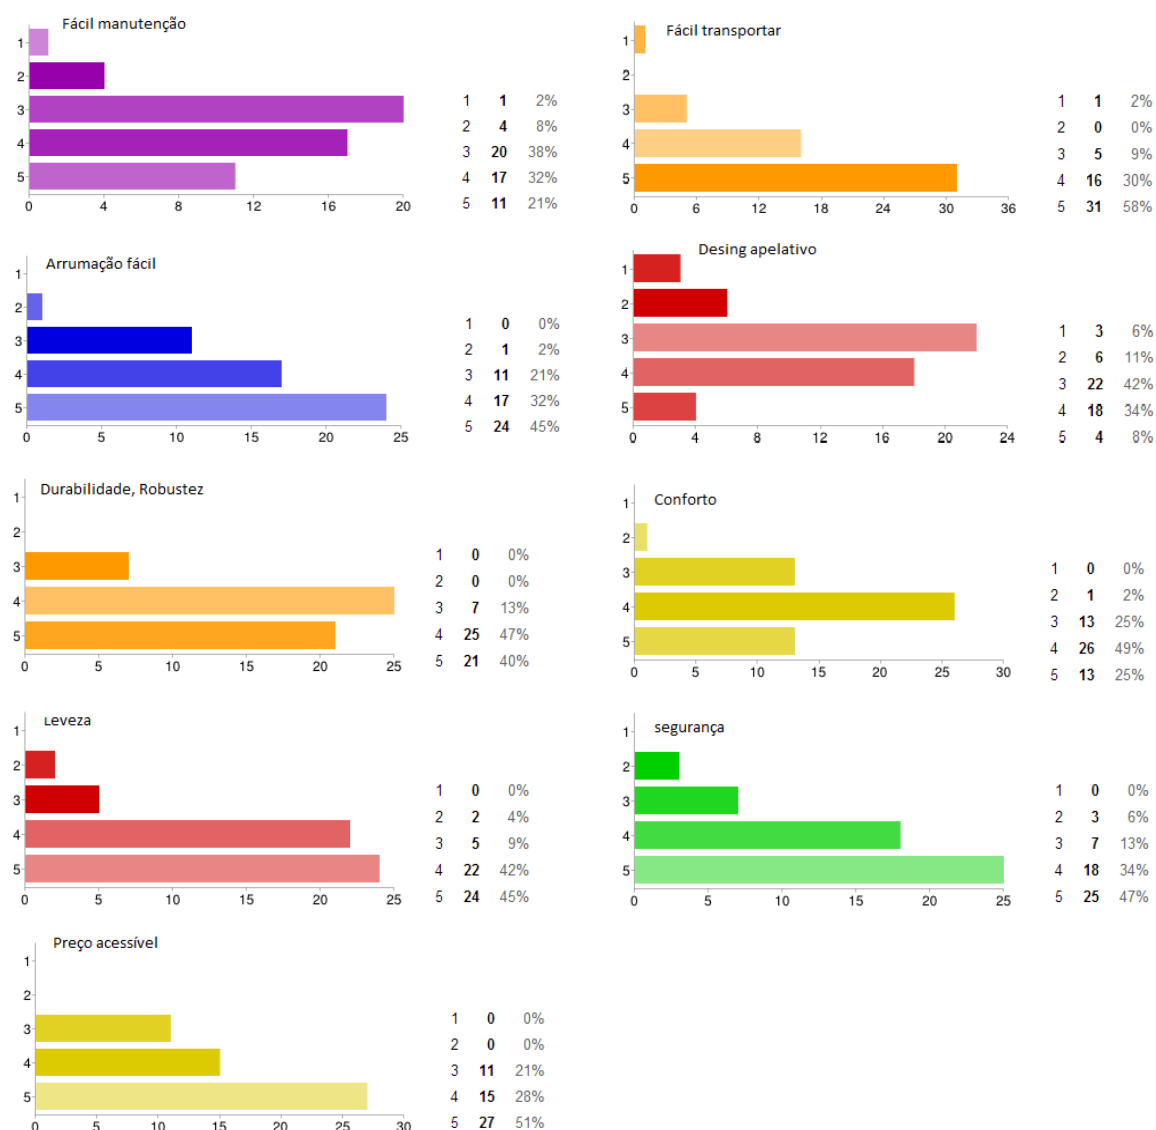 Fácil manutenção
1
2
3
4
5
0 4 8 12 16 20
1 1 2%
2 4 8%
3 20 38%
4 17 32%
5 11 21%
Fácil transportar
1
2
3
4
5
0 6 12 18 24 30 36
1 1 2%
2 0 0%
3 5 9%
4 16 30%
5 31 58%
Arrumação fácil
1
2
3
4
5
0 5 10 15 20 25
1 0 0%
2 1 2%
3 11 21%
4 17 32%
5 24 45%
Desing apelativo
1
2
3
4
5
0 4 8 12 16 20 24
1 3 6%
2 6 11%
3 22 42%
4 18 34%
5 4 8%
Durabilidade, Robustez
1
2
3
4
5
0 5 10 15 20 25
1 0 0%
2 0 0%
3 7 13%
4 25 47%
5 21 40%
Conforto
1
2
3
4
5
0 5 10 15 20 25 30
1 0 0%
2 1 2%
3 13 25%
4 26 49%
5 13 25%
Leveza
1
2
3
4
5
0 5 10 15 20 25
1 0 0%
2 2 4%
3 5 9%
4 22 42%
5 24 45%
segurança
1
2
3
4
5
0 5 10 15 20 25
1 0 0%
2 3 6%
3 7 13%
4 18 34%
5 25 47%
Preço acessível
1
2
3
4
5
0 5 10 15 20 25 30
1 0 0%
2 0 0%
3 11 21%
4 15 28%
5 27 51%